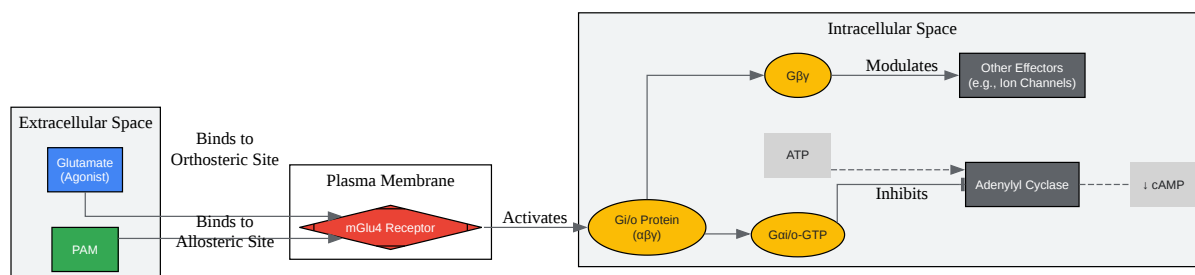 Extracellular Space
Glutamate
(Agonist)
PAM
Binds to
Orthosteric Site
Binds to
Allosteric Site
Plasma Membrane
mGlu4 Receptor
Activates
Intracellular Space
Gi/o Protein
(αβγ)
Gβγ
Modulates
Other Effectors
(e.g., Ion Channels)
ATP
Gαi/o-GTP
Inhibits
Adenylyl Cyclase
↓ cAMP